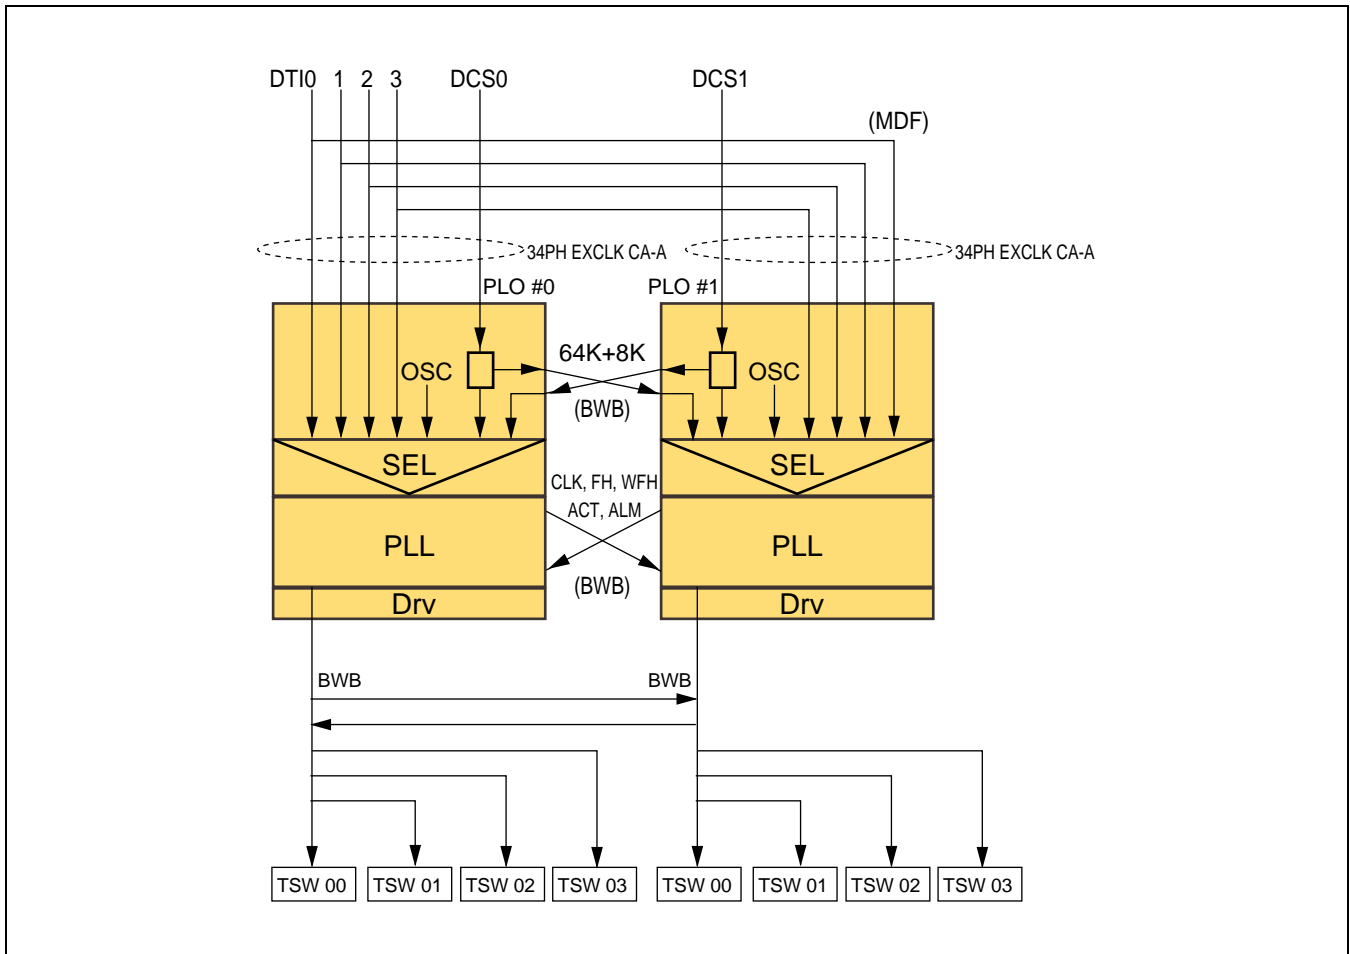 DTI0 1 2 3 DCS0 DCS1
(MDF)
34PH EXCLK CA-A 34PH EXCLK CA-A
PLO #0 PLO #1
64K+8K
OSC OSC
(BWB)
SEL SEL
CLK, FH, WFH
ACT, ALM
PLL PLL
(BWB)
Drv Drv
BWB BWB
TSW 00 TSW 01 TSW 02 TSW 03 TSW 00 TSW 01 TSW 02 TSW 03